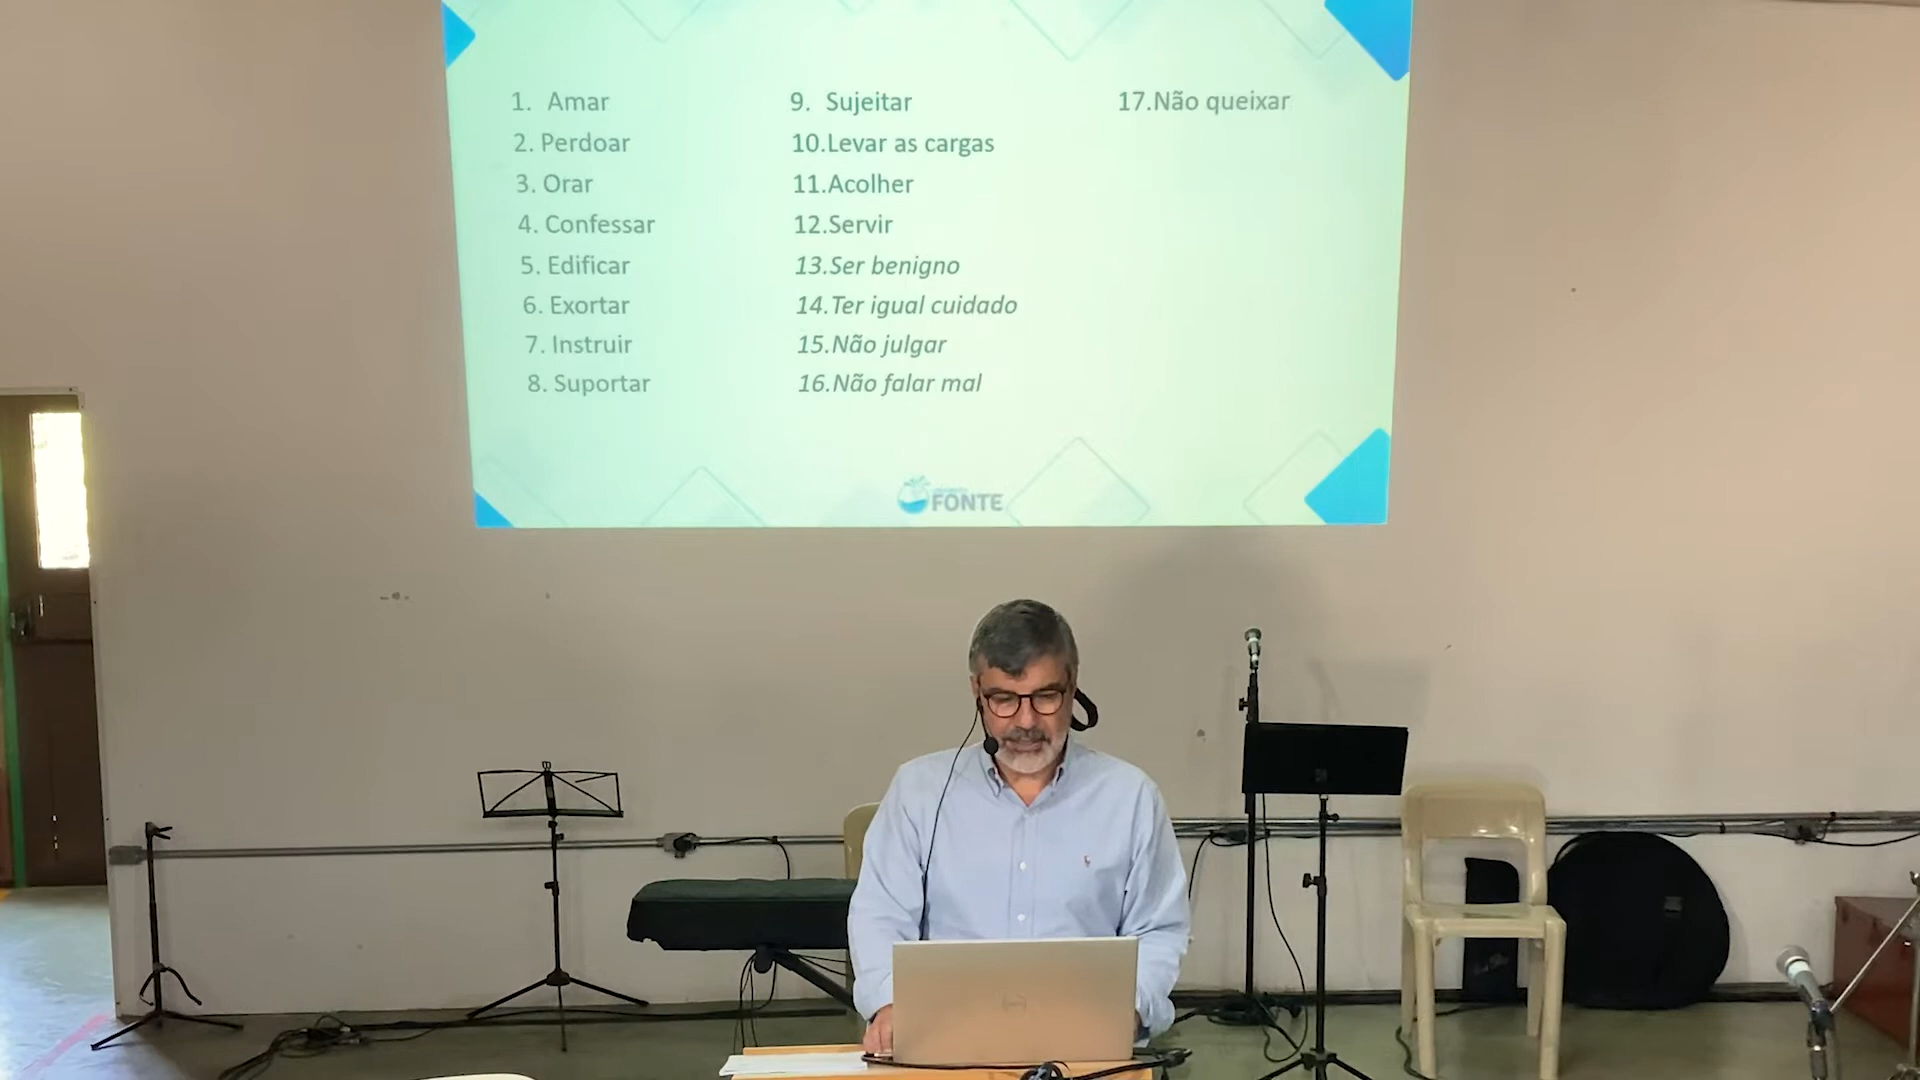 1. Amar
2. Perdoar
3. Orar
4. Confessar
5. Edificar
6. Exortar
7. Instruir
8. Suportar
9. Sujeitar
10.Levar as cargas
11.Acolher
12.Servir
13.Ser benigno
14.Ter igual cuidado
15.Não julgar
16.Não falar mal
17.Não queixar
FONTE